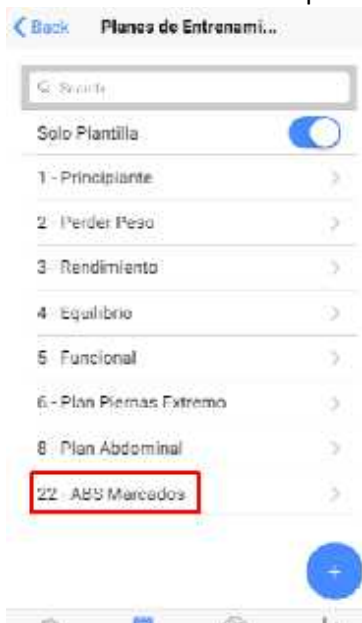 Back Planes de Entrenami...
Search
Solo Plantilla
1 - Principiante
2 - Perder Peso
3 - Rendimiento
4 - Equilibrio
5 - Funcional
6 - Plan Piernas Extremo
8 - Plan Abdominal
22 - ABS Marcados
+